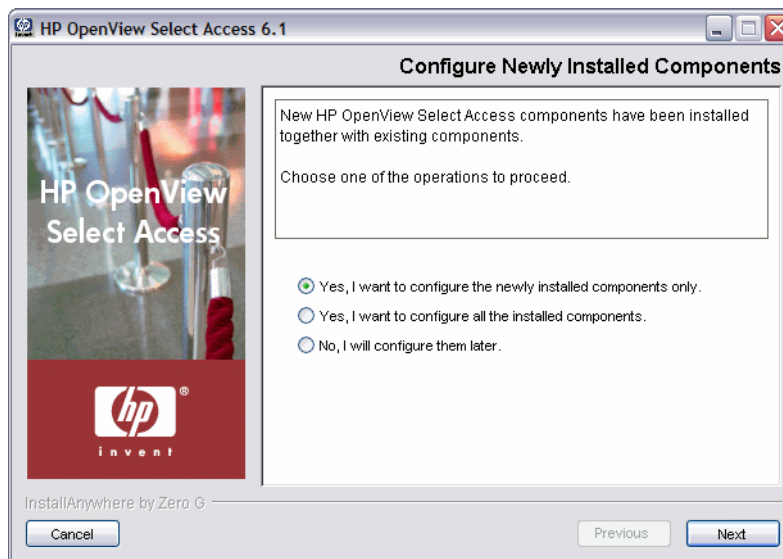 HP OpenView Select Access 6.1
Configure Newly Installed Components
HP OpenView
Select Access
hp
®
invent
New HP OpenView Select Access components have been installed
together with existing components.
Choose one of the operations to proceed.
Yes, I want to configure the newly installed components only.
Yes, I want to configure all the installed components.
No, I will configure them later.
InstallAnywhere by Zero G
Cancel
Previous
Next